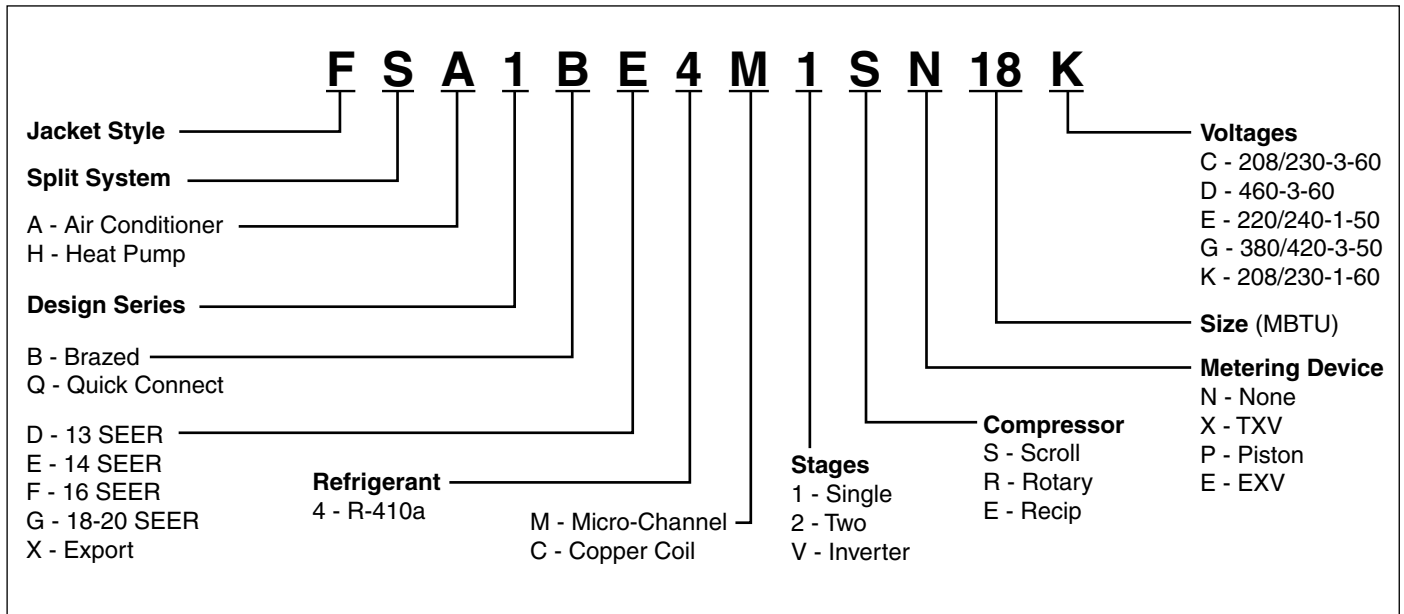 F S A 1 B E 4 M 1 S N 18 K
Jacket Style
Split System
A - Air Conditioner
H - Heat Pump
Design Series
B - Brazed
Q - Quick Connect
D - 13 SEER
E - 14 SEER
F - 16 SEER
G - 18-20 SEER
X - Export
Refrigerant
4 - R-410a
M - Micro-Channel
C - Copper Coil
Stages
1 - Single
2 - Two
V - Inverter
Compressor
S - Scroll
R - Rotary
E - Recip
Metering Device
N - None
X - TXV
P - Piston
E - EXV
Size (MBTU)
Voltages
C - 208/230-3-60
D - 460-3-60
E - 220/240-1-50
G - 380/420-3-50
K - 208/230-1-60